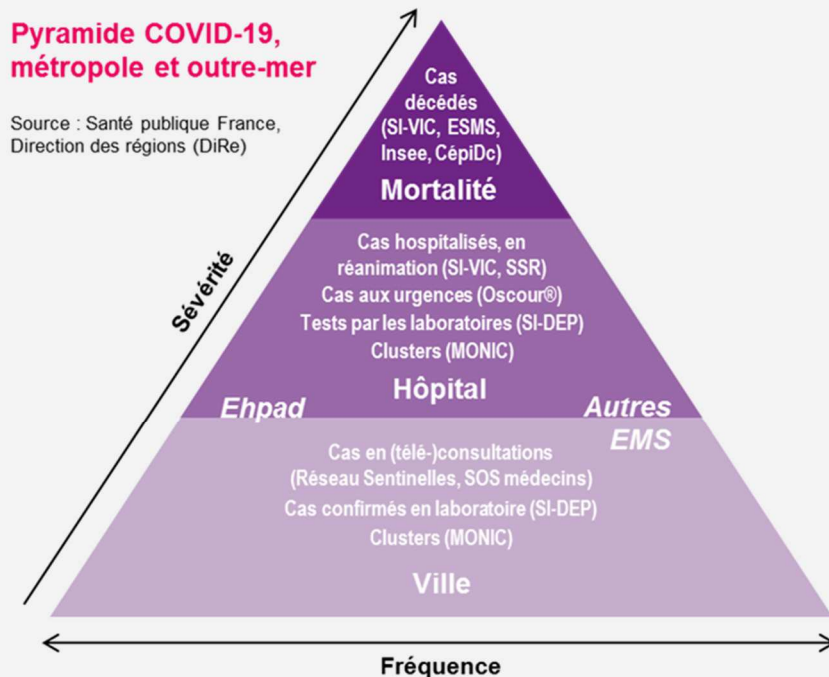 Pyramide COVID-19,
métropole et outre-mer
Source : Santé publique France,
Direction des régions (DiRe)
Sévérité
Cas
décédés
(SI-VIC, ESMS,
Insee, CépiDc)
Mortalité
Cas hospitalisés, en
réanimation (SI-VIC, SSR)
Cas aux urgences (Oscour®)
Tests par les laboratoires (SI-DEP)
Clusters (MONIC)
Hôpital
Ehpad
Autres
EMS
Cas en (télé-)consultations
(Réseau Sentinelles, SOS médecins)
Cas confirmés en laboratoire (SI-DEP)
Clusters (MONIC)
Ville
Fréquence